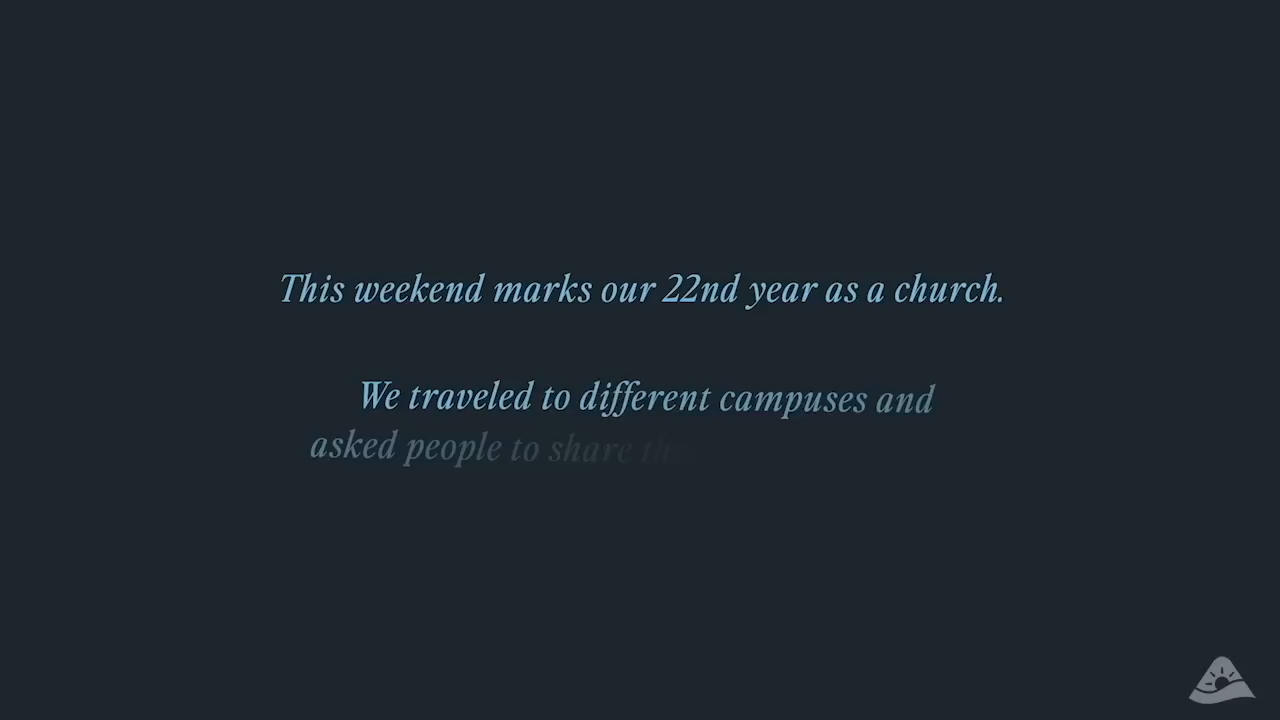 This weekend marks our 22nd year as a church.
We traveled to different campuses and
asked people to share